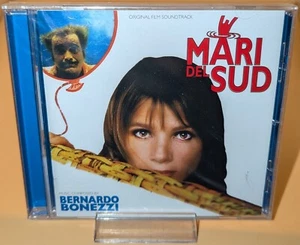 ORIGINAL FILM SOUNDTRACK
MARI
DEL
SUD
MUSIC COMPOSED BY
BERNARDO
BONEZZI